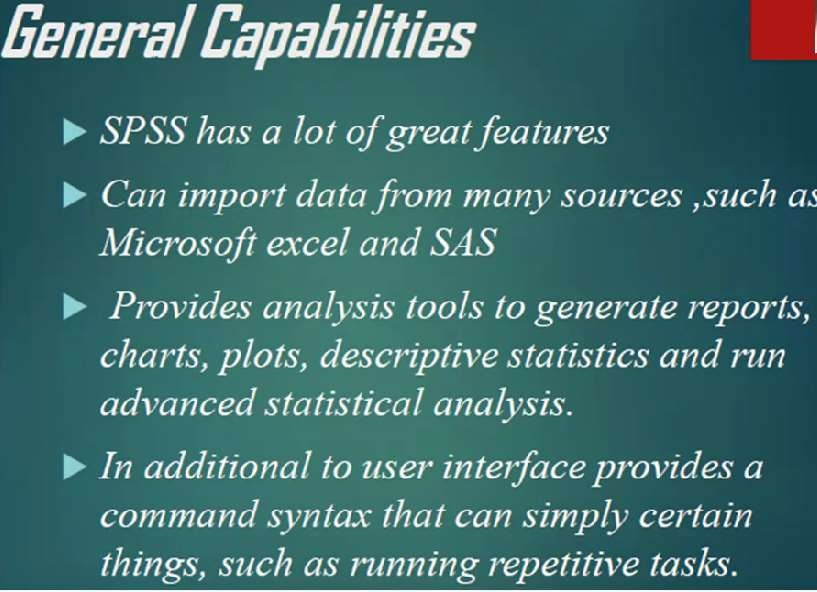 General Capabilities
SPSS has a lot of great features
Can import data from many sources ,such as
Microsoft excel and SAS
Provides analysis tools to generate reports,
charts, plots, descriptive statistics and run
advanced statistical analysis.
In additional to user interface provides a
command syntax that can simply certain
things, such as running repetitive tasks.